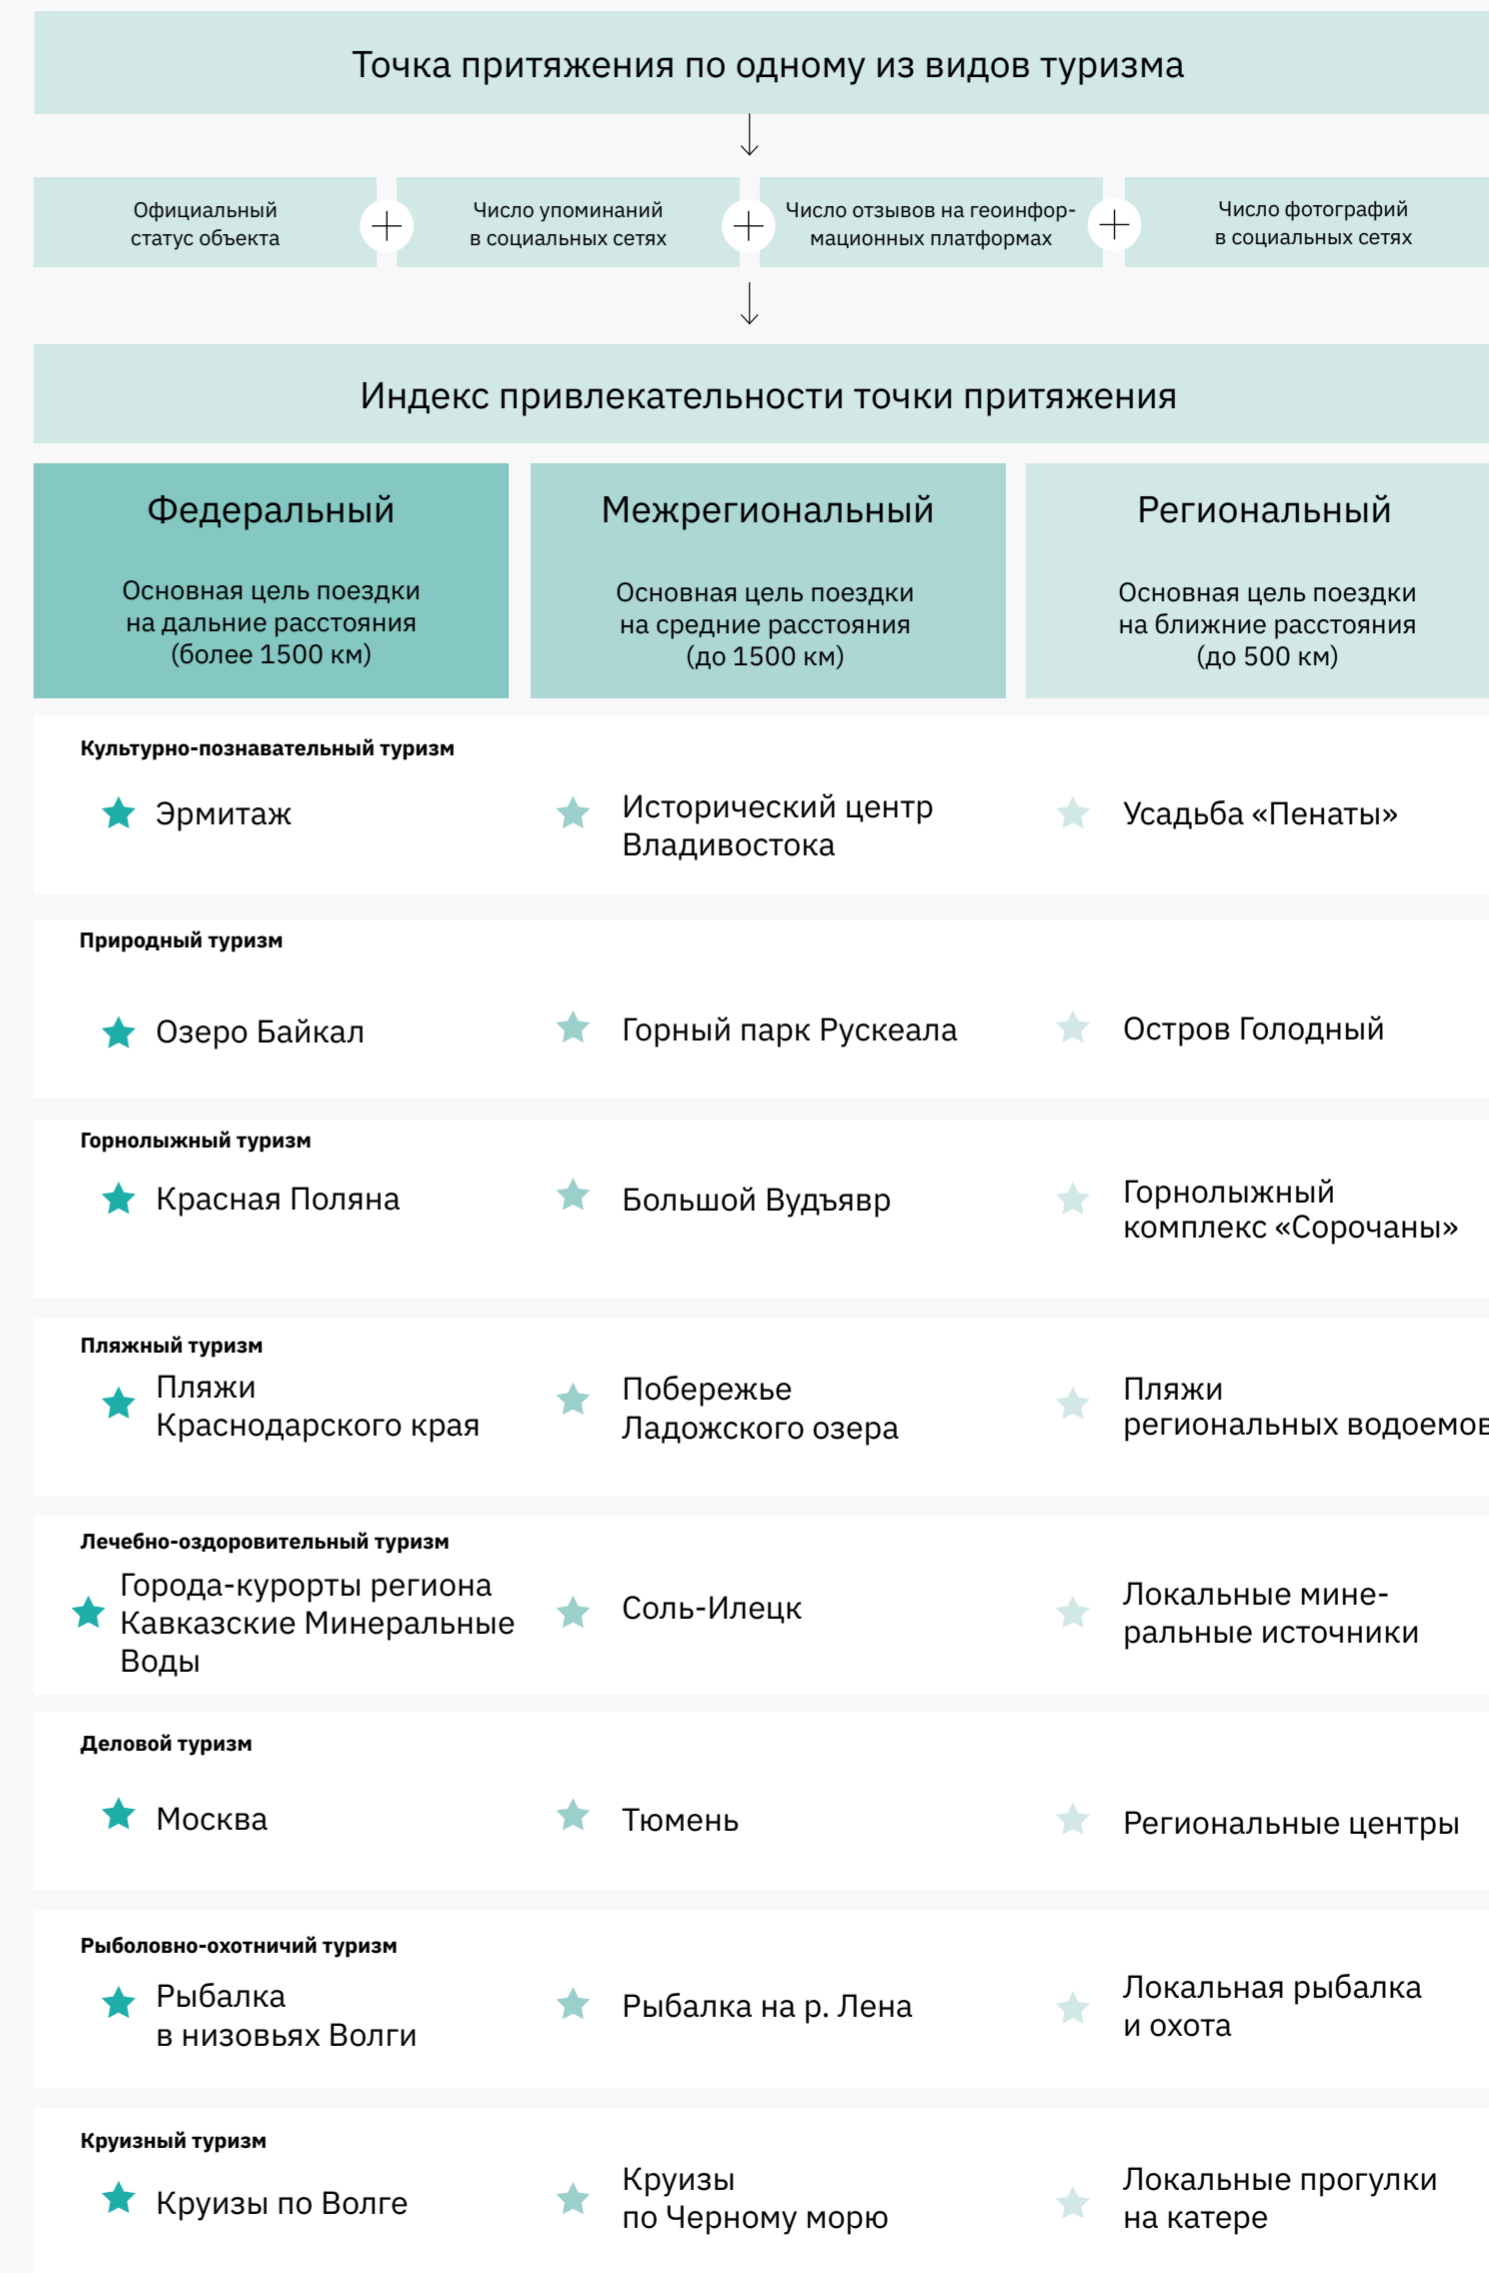 Точка притяжения по одному из видов туризма
Официальный
статус объекта
Число упоминаний
в социальных сетях
Число отзывов на геоинфор-
мационных платформах
Число фотографий
в социальных сетях
Индекс привлекательности точки притяжения
Федеральный
Основная цель поездки
на дальние расстояния
(более 1500 км)
Межрегиональный
Основная цель поездки
на средние расстояния
(до 1500 км)
Региональный
Основная цель поездки
на ближние расстояния
(до 500 км)
Культурно-познавательный туризм
Эрмитаж
Исторический центр
Владивостока
Усадьба «Пенаты»
Природный туризм
Озеро Байкал
Горный парк Рускеала
Остров Голодный
Горнолыжный туризм
Красная Поляна
Большой Вудъявр
Горнолыжный
комплекс «Сорочаны»
Пляжный туризм
Пляжи
Краснодарского края
Побережье
Ладожского озера
Пляжи
региональных водоемов
Лечебно-оздоровительный туризм
Города-курорты региона
Кавказские Минеральные
Воды
Соль-Илецк
Локальные мине-
ральные источники
Деловой туризм
Москва
Тюмень
Региональные центры
Рыболовно-охотничий туризм
Рыбалка
в низовьях Волги
Рыбалка на р. Лена
Локальная рыбалка
и охота
Круизный туризм
Круизы по Волге
Круизы
по Черному морю
Локальные прогулки
на катере